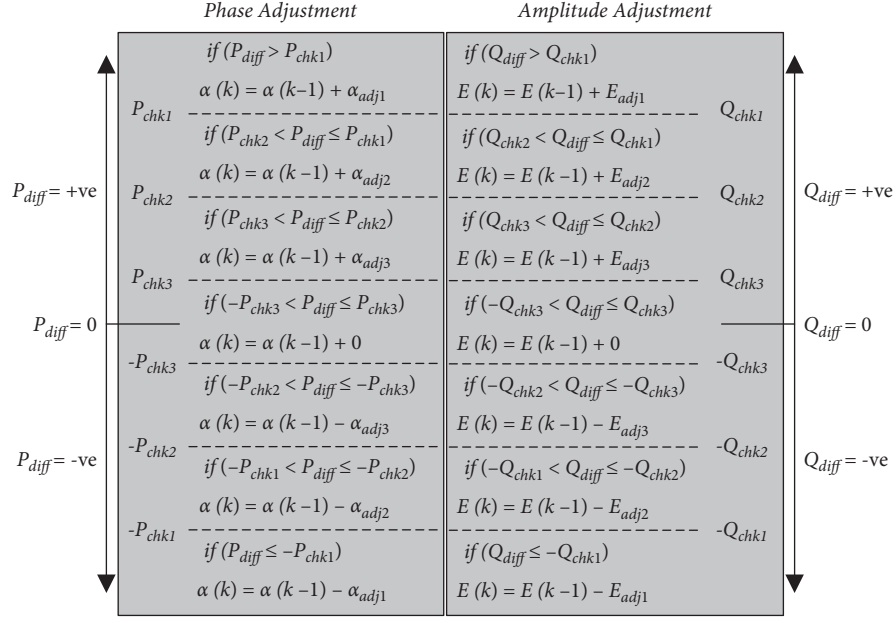 Phase Adjustment
Amplitude Adjustment
if (P_diff > P_chk1)
α (k) = α (k–1) + α_adj1
P_chk1
if (P_chk2 < P_diff ≤ P_chk1)
α (k) = α (k –1) + α_adj2
P_diff = +ve
P_chk2
if (P_chk3 < P_diff ≤ P_chk2)
α (k) = α (k –1) + α_adj3
P_chk3
if (–P_chk3 < P_diff ≤ P_chk3)
P_diff = 0
α (k) = α (k –1) + 0
-P_chk3
if (–P_chk2 < P_diff ≤ –P_chk3)
α (k) = α (k –1) – α_adj3
P_diff = -ve
-P_chk2
if (–P_chk1 < P_diff ≤ –P_chk2)
α (k) = α (k –1) – α_adj2
-P_chk1
if (P_diff ≤ –P_chk1)
α (k) = α (k –1) – α_adj1
if (Q_diff > Q_chk1)
E (k) = E (k–1) + E_adj1
Q_chk1
if (Q_chk2 < Q_diff ≤ Q_chk1)
E (k) = E (k –1) + E_adj2
Q_chk2
Q_diff = +ve
if (Q_chk3 < Q_diff ≤ Q_chk2)
E (k) = E (k –1) + E_adj3
Q_chk3
if (–Q_chk3 < Q_diff ≤ Q_chk3)
Q_diff = 0
E (k) = E (k –1) + 0
-Q_chk3
if (–Q_chk2 < Q_diff ≤ –Q_chk3)
E (k) = E (k –1) – E_adj3
-Q_chk2
Q_diff = -ve
if (–Q_chk1 < Q_diff ≤ –Q_chk2)
E (k) = E (k –1) – E_adj2
-Q_chk1
if (Q_diff ≤ –Q_chk1)
E (k) = E (k –1) – E_adj1